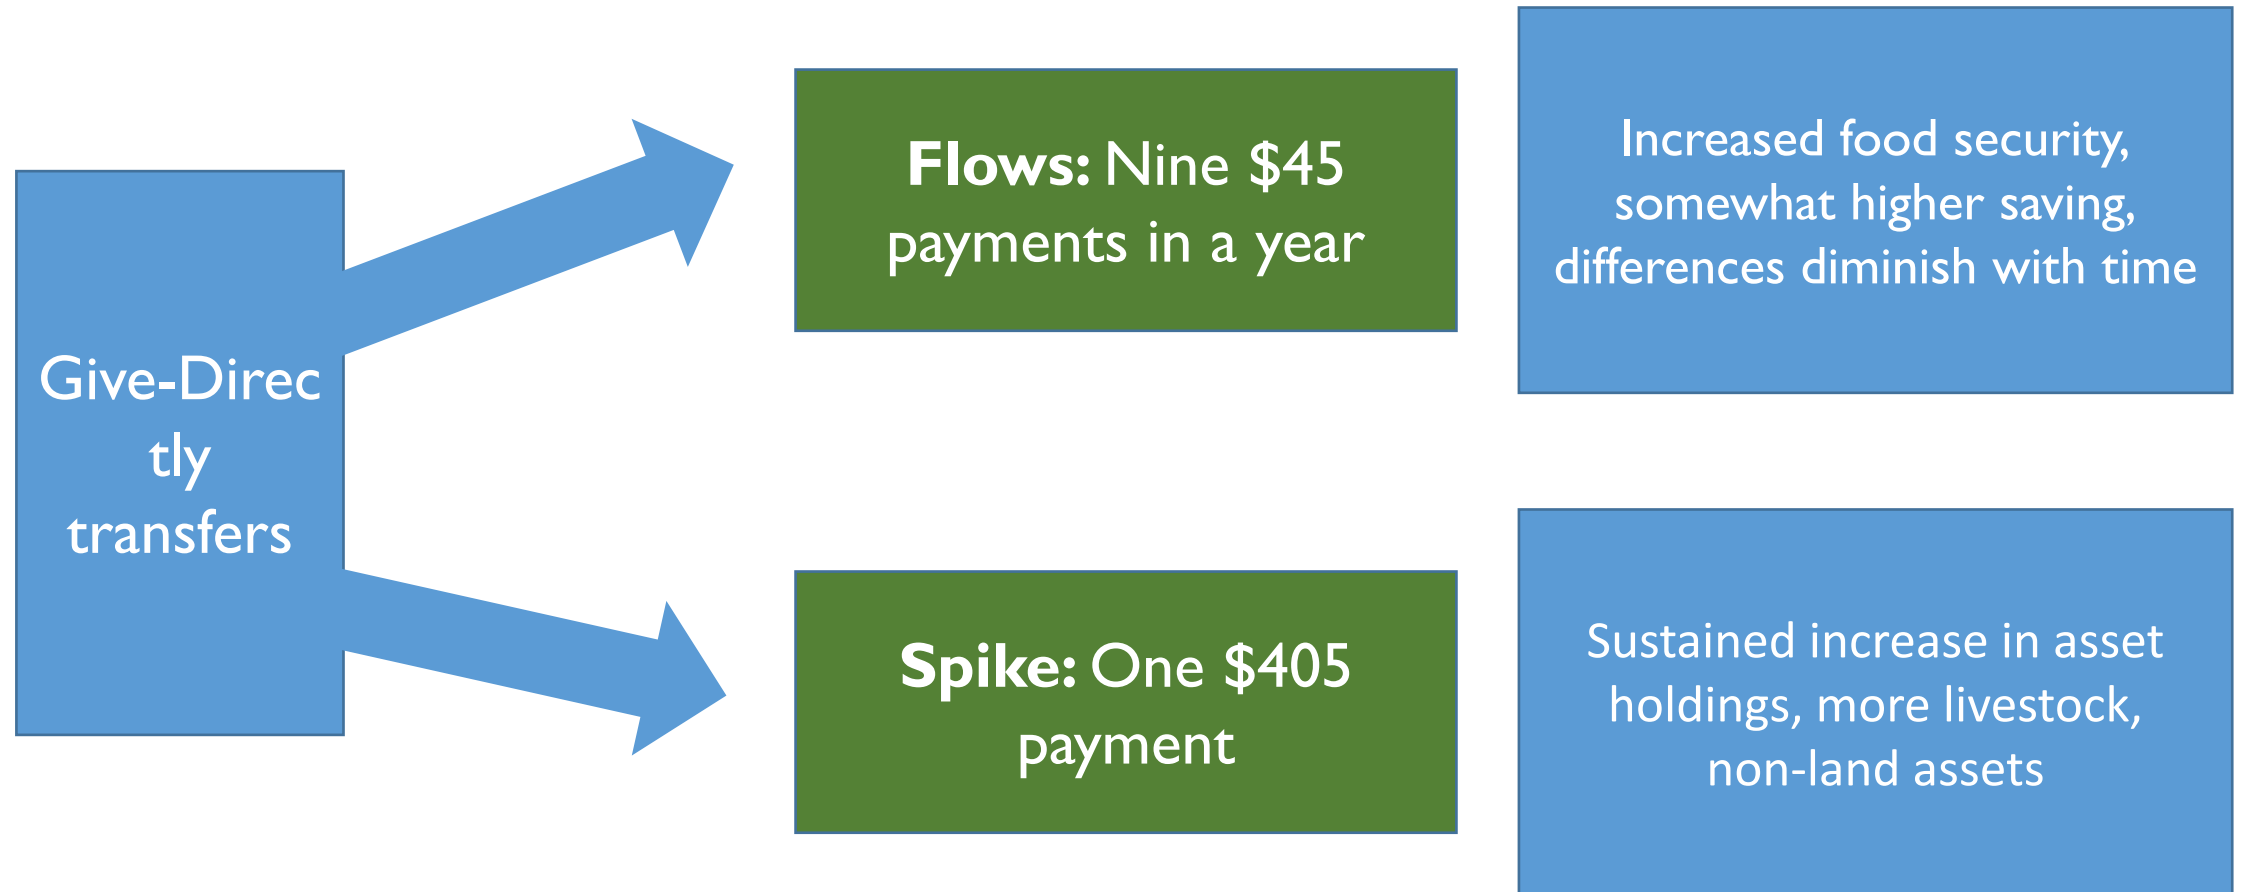 Give-Direc
tly
transfers
Flows: Nine $45
payments in a year
Increased food security,
somewhat higher saving,
differences diminish with time
Spike: One $405
payment
Sustained increase in asset
holdings, more livestock,
non-land assets